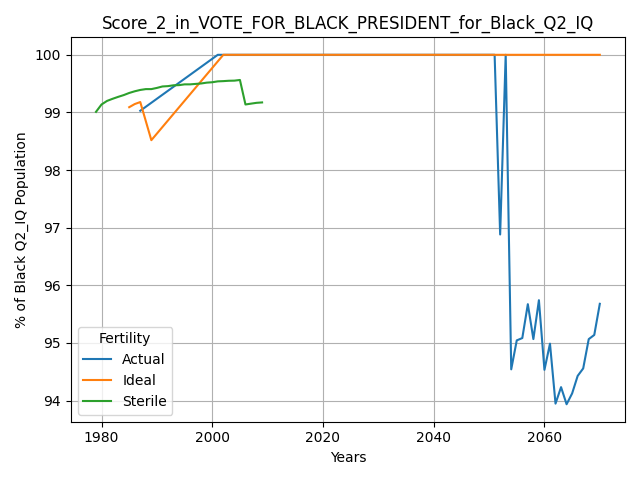 Score_2_in_VOTE_FOR_BLACK_PRESIDENT_for_Black_Q2_IQ
% of Black Q2_IQ Population
100
99
98
97
96
95
94
Fertility
Actual
Ideal
Sterile
1980
2000
2020
2040
2060
Years